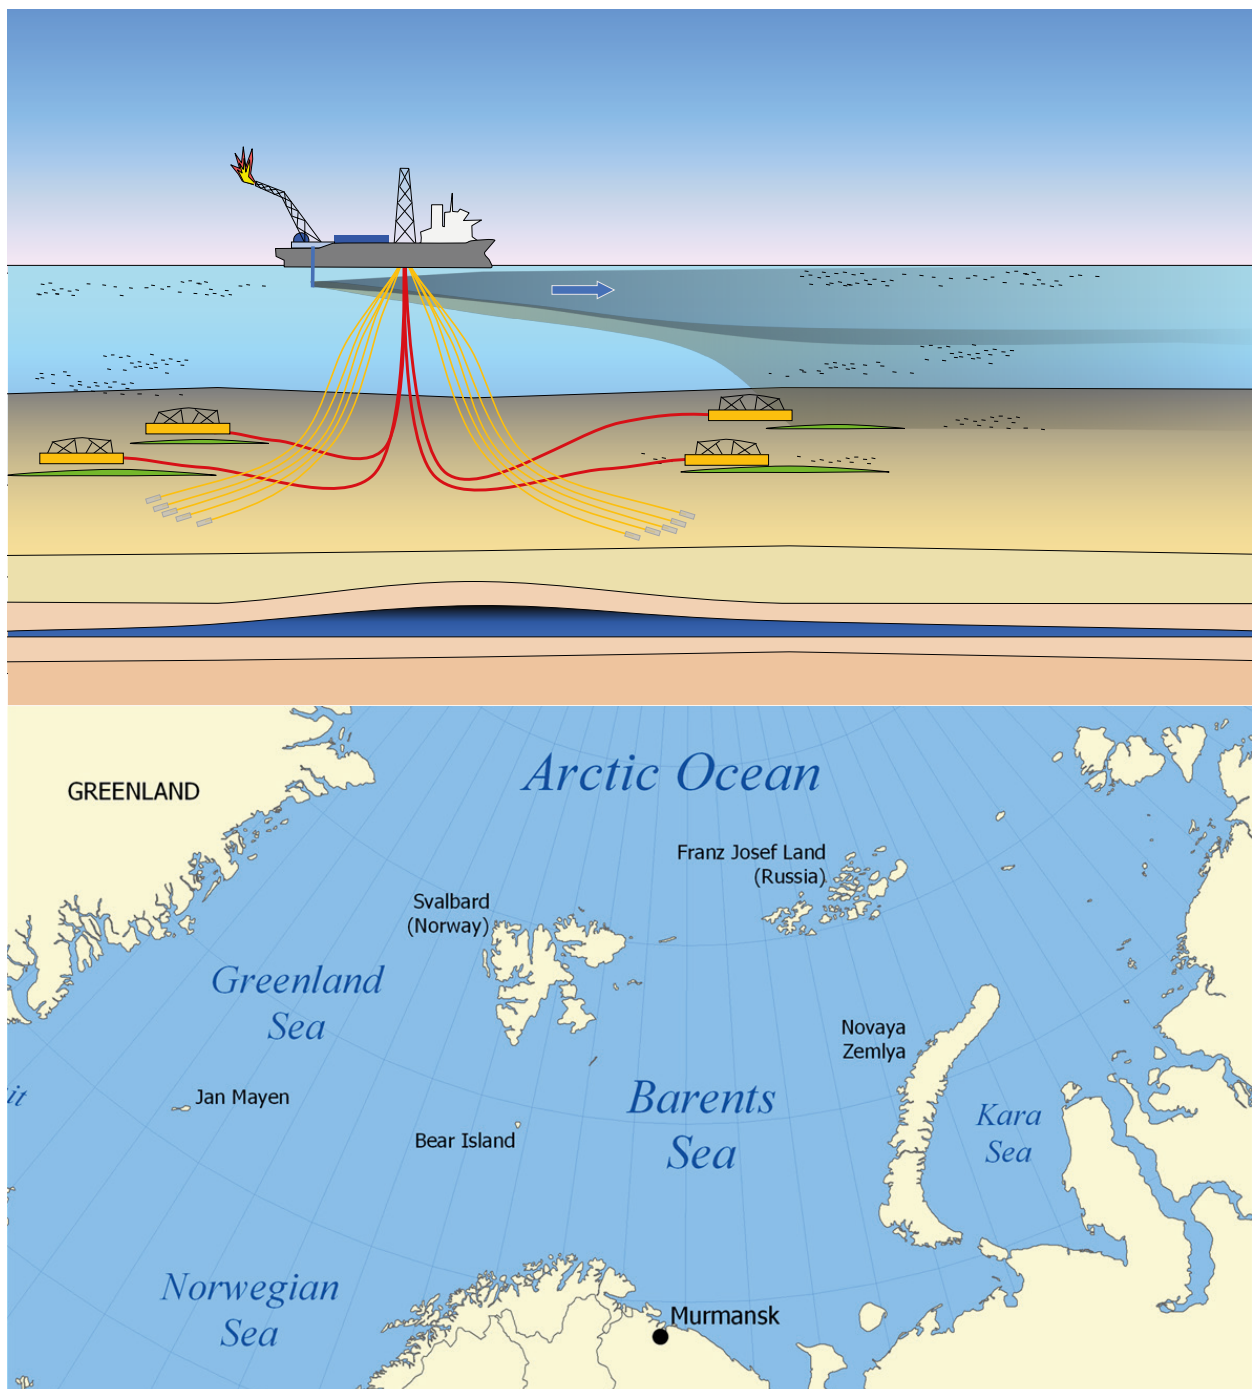 Arctic Ocean
GREENLAND
Franz Josef Land
(Russia)
Svalbard
(Norway)
Greenland
Sea
Novaya
Zemlya
Jan Mayen
it
Barents
Sea
Kara
Sea
Bear Island
Norwegian
Sea
Murmansk